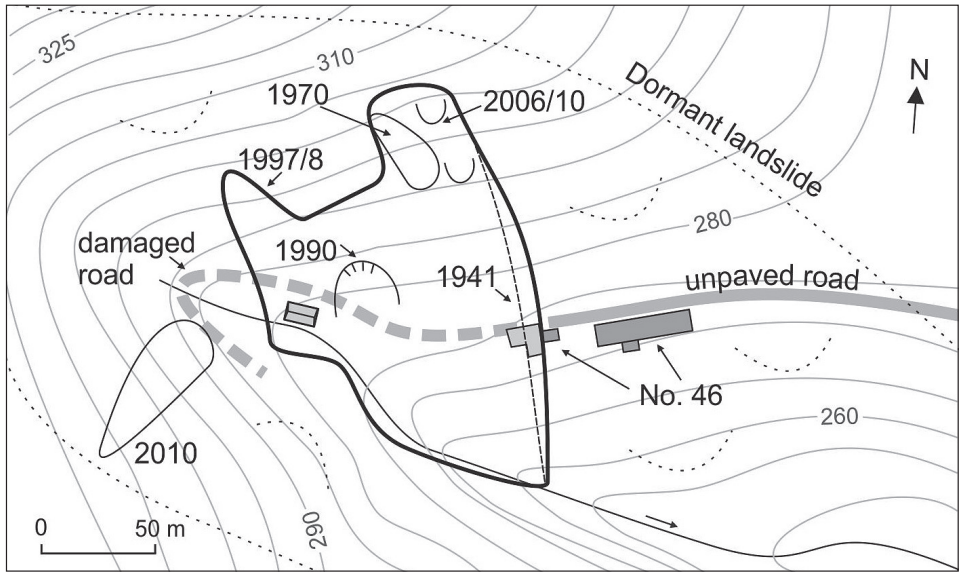 325
310
N
1970
2006/10
Dormant landslide
1997/8
280
damaged
road
1990
1941
unpaved road
No. 46
260
2010
290
0 50 m